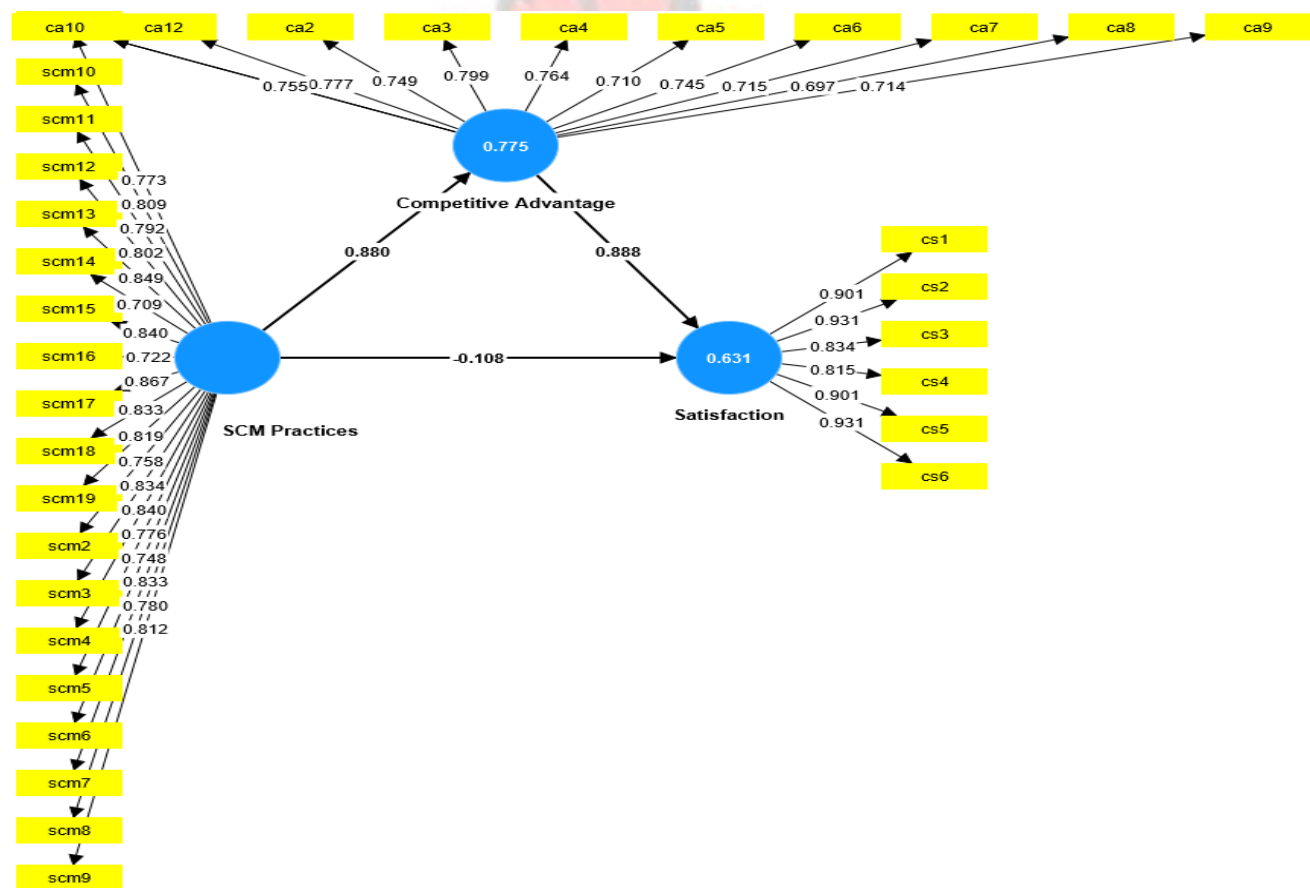 ca10 ca12 ca2 ca3 ca4 ca5 ca6 ca7 ca8 ca9
0.755 0.777 0.749 0.799 0.764 0.710 0.745 0.715 0.697 0.714
0.775
Competitive Advantage
0.880
0.888
-0.108
SCM Practices
0.631
Satisfaction
scm10
scm11
scm12
scm13
scm14
scm15
scm16
scm17
scm18
scm19
scm2
scm3
scm4
scm5
scm6
scm7
scm8
scm9
0.773
0.809
0.792
0.802
0.849
0.709
0.840
0.722
0.867
0.833
0.819
0.758
0.834
0.840
0.776
0.748
0.833
0.780
0.812
cs1
cs2
cs3
cs4
cs5
cs6
0.901
0.931
0.834
0.815
0.901
0.931